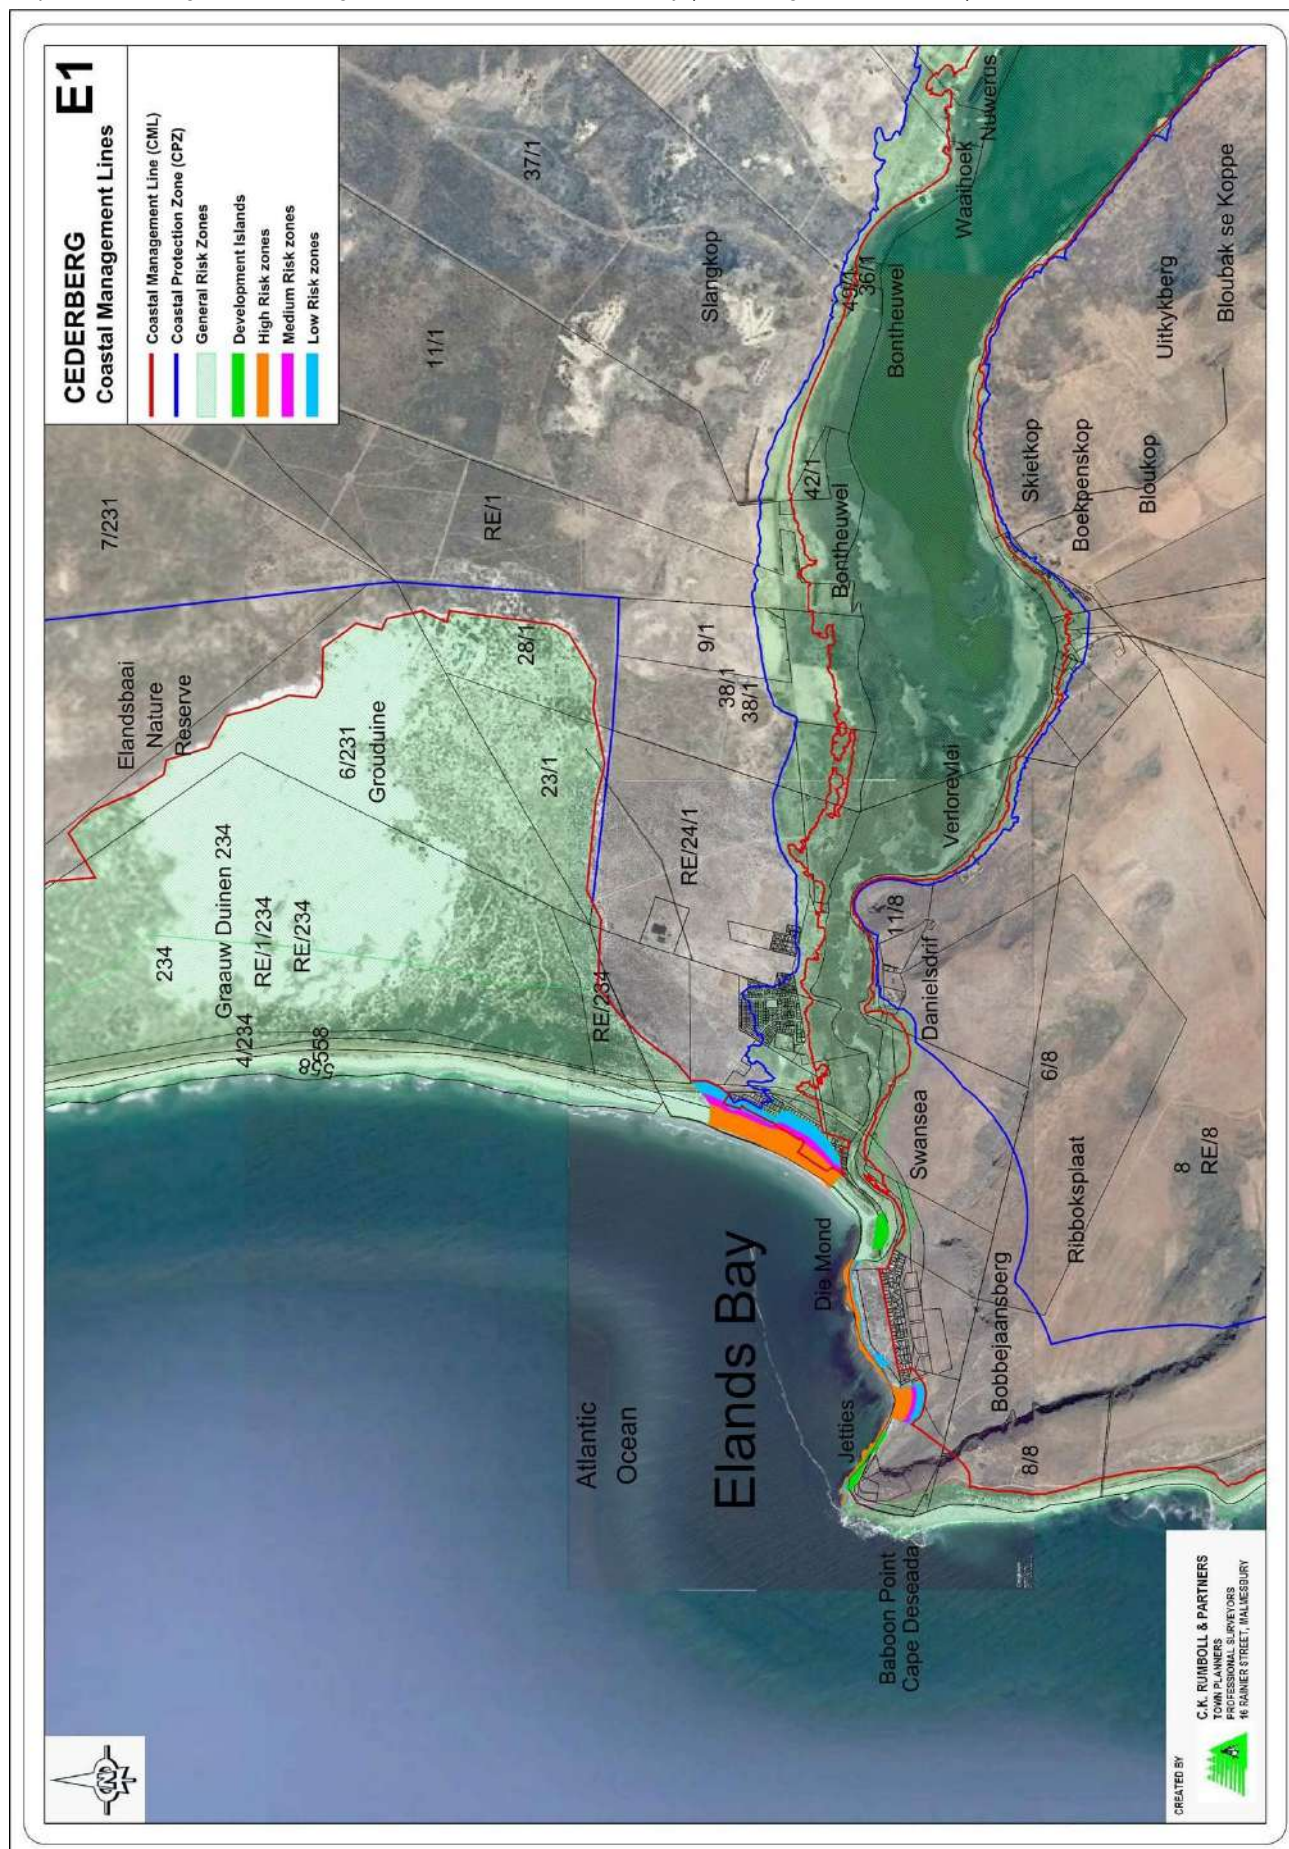 CEDERBERG
E1
Coastal Management Lines
Coastal Management Line (CML)
Coastal Protection Zone (CPZ)
General Risk Zones
Development Islands
High Risk zones
Medium Risk zones
Low Risk zones
N
7/231
Elandsbaai
Nature
Reserve
RE/1
11/1
37/1
6/231
Grouduine
28/1
23/1
234
Graauw Duinen 234
RE/1/234
RE/234
4/234
558
RE/234
RE/24/1
38/1
38/1
9/1
Slangkop
42/1
Bontheuwel
Bontheuwel
49/1
36/1
Waaihoek
Nuwerus
Verlorevlei
Skietkop
Boekpenskop
Bloukop
Uitkykberg
Bloubak se Koppe
11/8
Danielsdrif
Swansea
6/8
Ribboksplaat
8
RE/8
Die Mond
Bobbejaansberg
Jetties
8/8
Elands Bay
Atlantic
Ocean
Baboon Point
Cape Deseada
CREATED BY
C.K. RUMBOLL & PARTNERS
TOWN PLANNERS
PROFESSIONAL SURVEYORS
16 RAINIER STREET, MALMESBURY